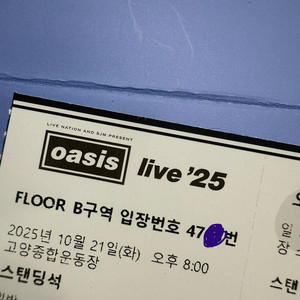 LIVE NATION AND SJM PRESENT
oasis live '25
FLOOR B구역 입장번호 47 번
2025년 10월 21일(화) 오후 8:00
고양종합운동장
스탠딩석